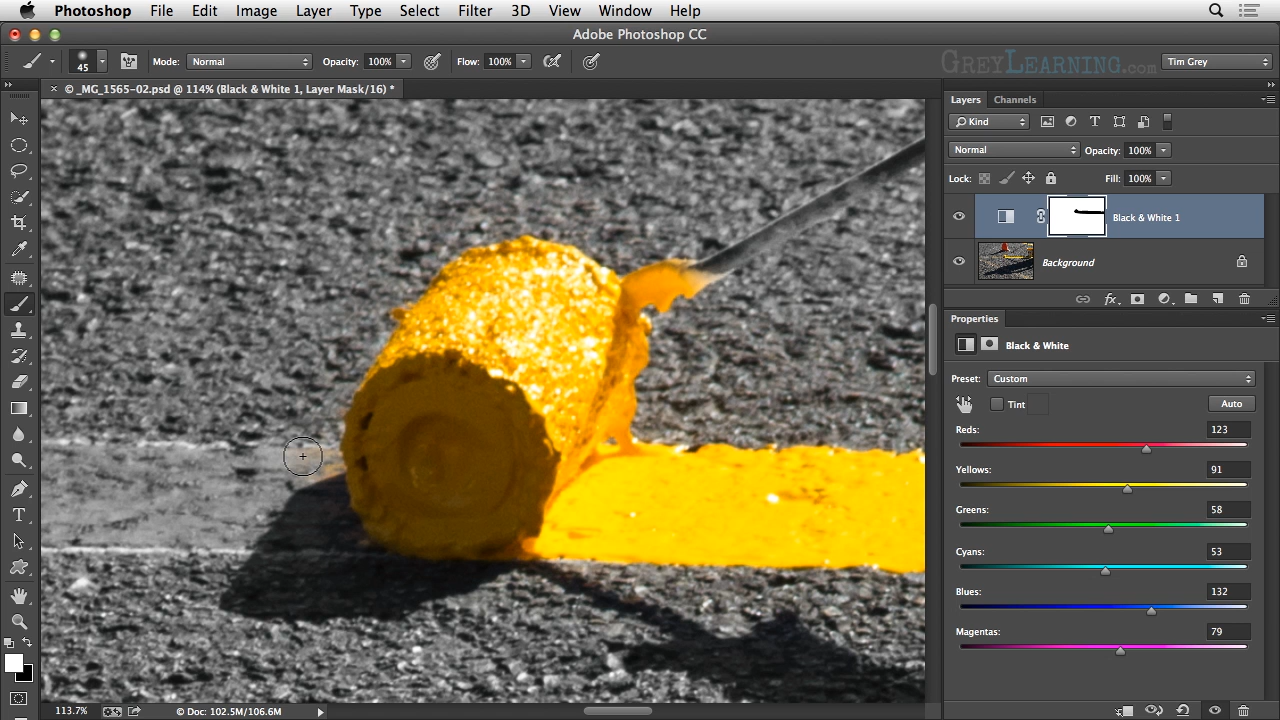 Photoshop File Edit Image Layer Type Select Filter 3D View Window Help
Adobe Photoshop CC
45 Mode: Normal Opacity: 100% Flow: 100% GREYLEARNING.com Tim Grey
× © _MG_1565-02.psd @ 114% (Black & White 1, Layer Mask/16) *
Layers Channels
Kind
Normal Opacity: 100%
Lock: Fill: 100%
Black & White 1
Background
fx
Properties
Black & White
Preset: Custom
Tint Auto
Reds: 123
Yellows: 91
Greens: 58
Cyans: 53
Blues: 132
Magentas: 79
113.7% © Doc: 102.5M/106.6M